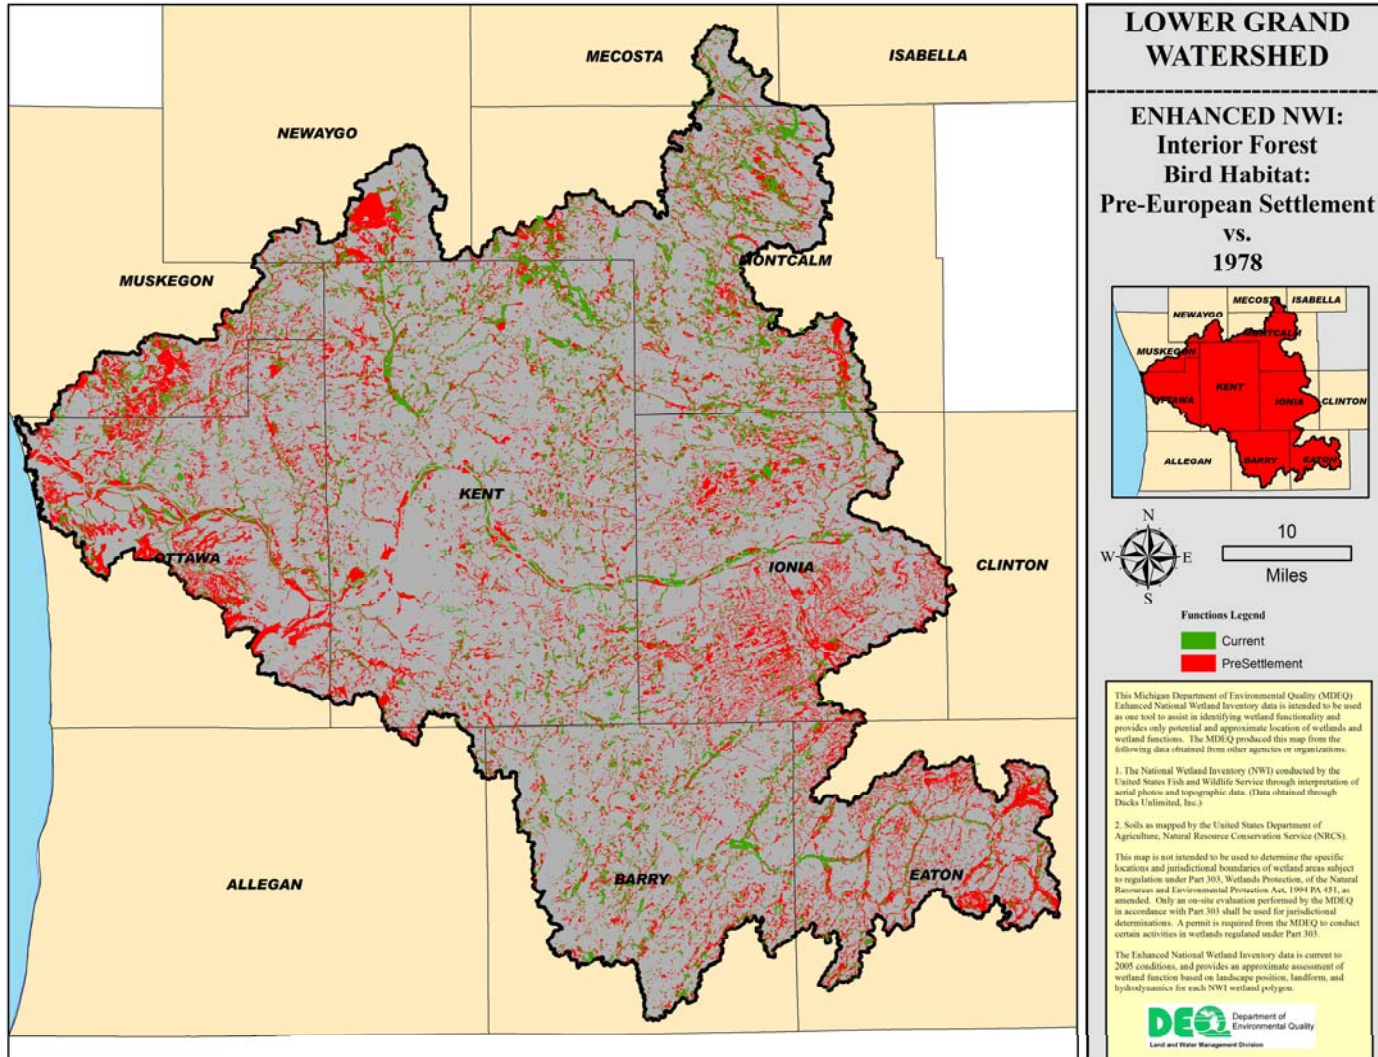 MECOSTA
ISABELLA
NEWAYGO
MUSKEGON
MONTCALM
KENT
OTTAWA
IONIA
CLINTON
ALLEGAN
BARRY
EATON
LOWER GRAND
WATERSHED
ENHANCED NWI:
Interior Forest
Bird Habitat:
Pre-European Settlement
vs.
1978
MECOSTA
ISABELLA
NEWAYGO
MONTCALM
MUSKEGON
KENT
OTTAWA
IONIA
CLINTON
ALLEGAN
BARRY
EATON
N
W
E
S
10
Miles
Functions Legend
Current
PreSettlement
This Michigan Department of Environmental Quality (MDEQ)
Enhanced National Wetland Inventory data is intended to be used
as one tool to assist in identifying wetland functionality and
provides only potential and approximate location of wetlands and
wetland functions. The MDEQ produced this map from the
following data obtained from other agencies or organizations:
1. The National Wetland Inventory (NWI) conducted by the
United States Fish and Wildlife Service through interpretation of
aerial photos and topographic data. (Data obtained through
Ducks Unlimited, Inc.)
2. Soils as mapped by the United States Department of
Agriculture, Natural Resource Conservation Service (NRCS).
This map is not intended to be used to determine the specific
locations and jurisdictional boundaries of wetland areas subject
to regulation under Part 303, Wetlands Protection, of the Natural
Resources and Environmental Protection Act, 1994 PA 451, as
amended. Only an on-site evaluation performed by the MDEQ
in accordance with Part 303 shall be used for jurisdictional
determinations. A permit is required from the MDEQ to conduct
certain activities in wetlands regulated under Part 303.
The Enhanced National Wetland Inventory data is current to
2005 conditions, and provides an approximate assessment of
wetland function based on landscape position, landform, and
hydrodynamics for each NWI wetland polygon.
DEQ
Department of
Environmental Quality
Land and Water Management Division